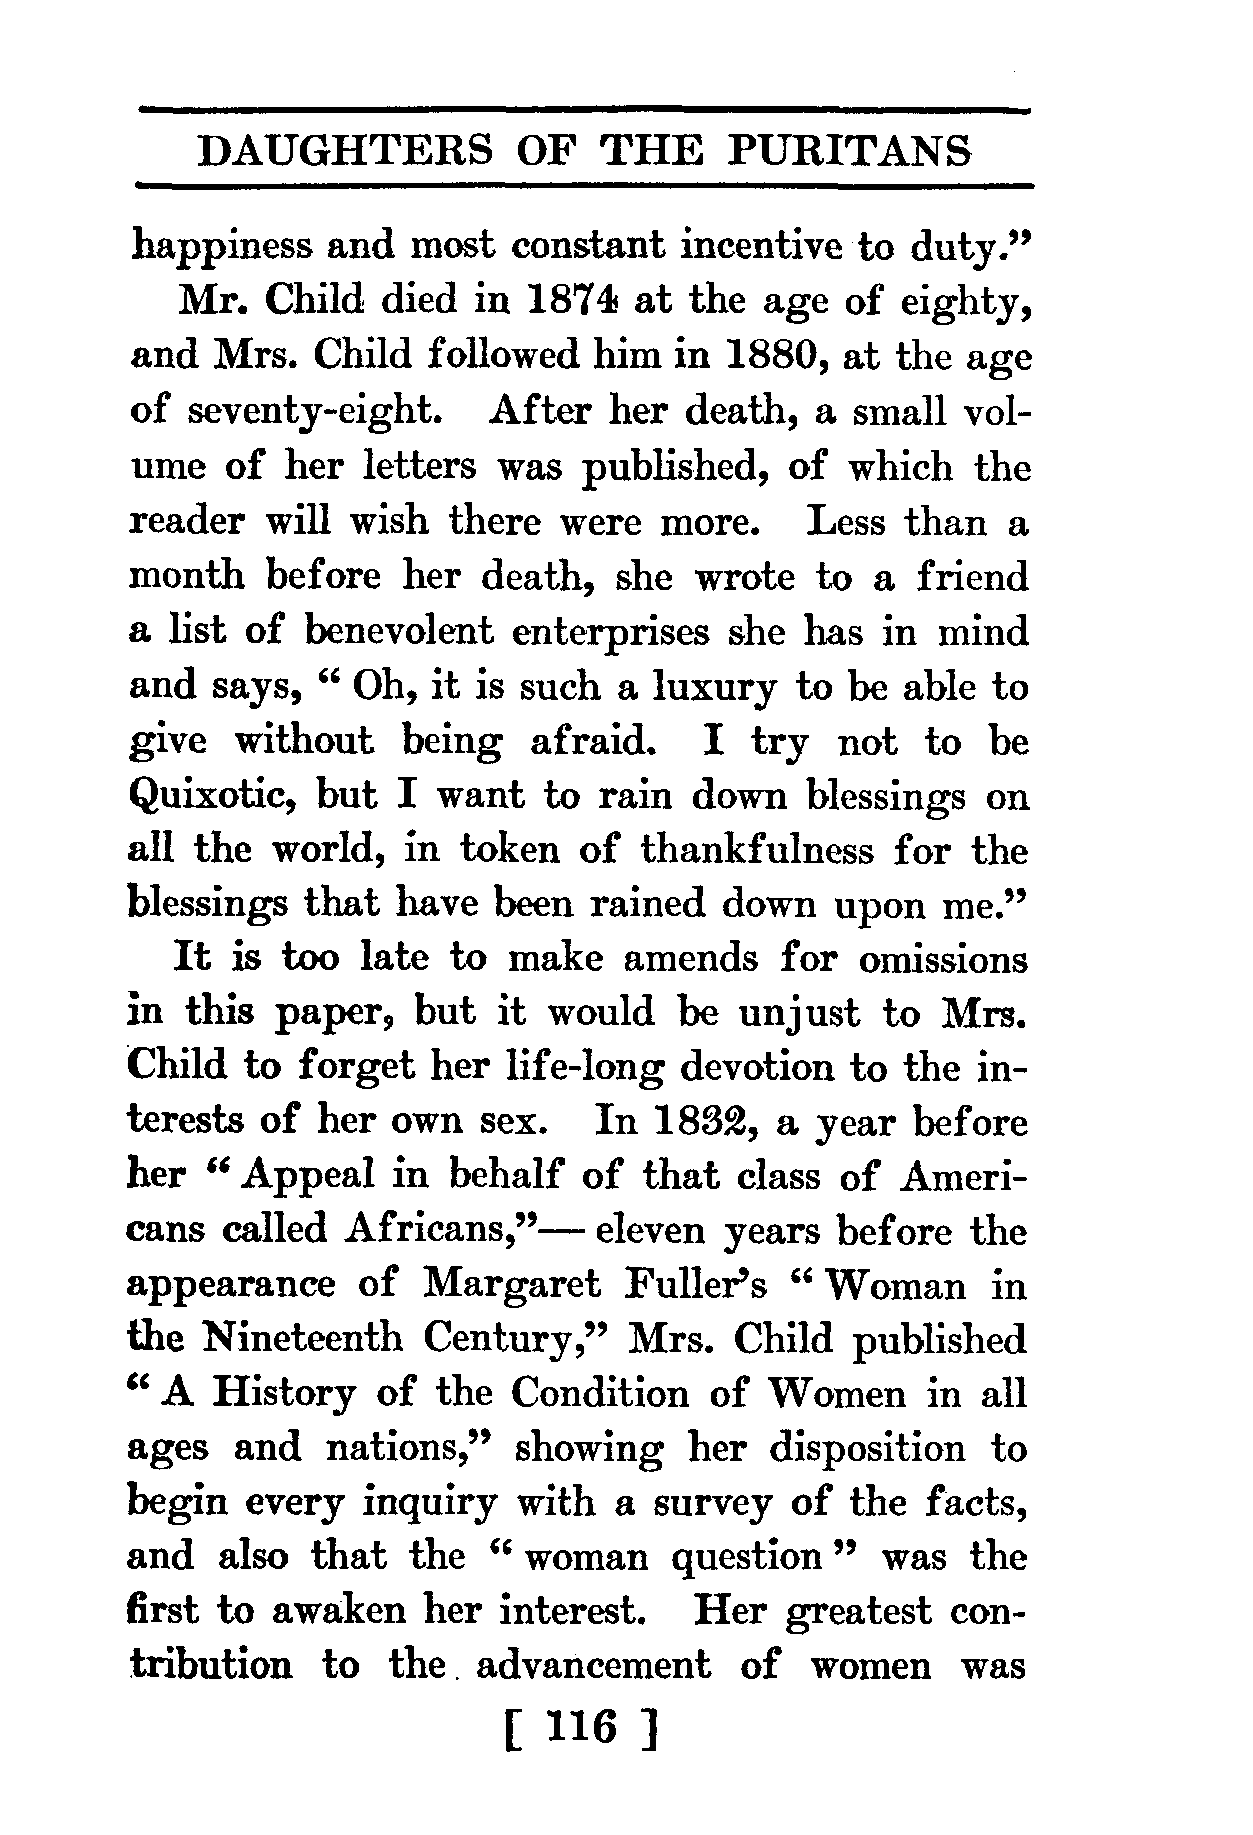 DAUGHTERS OF THE PURITANS
happiness and most constant incentive to duty."
Mr. Child died in 1874 at the age of eighty,
and Mrs. Child followed him in 1880, at the age
of seventy-eight. After her death, a small vol-
ume of her letters was published, of which the
reader will wish there were more. Less than a
month before her death, she wrote to a friend
a list of benevolent enterprises she has in mind
and says, " Oh, it is such a luxury to be able to
give without being afraid. I try not to be
Quixotic, but I want to rain down blessings on
all the world, in token of thankfulness for the
blessings that have been rained down upon me."
It is too late to make amends for omissions
in this paper, but it would be unjust to Mrs.
Child to forget her life-long devotion to the in-
terests of her own sex. In 1832, a year before
her " Appeal in behalf of that class of Ameri-
cans called Africans,"— eleven years before the
appearance of Margaret Fuller's " Woman in
the Nineteenth Century," Mrs. Child published
" A History of the Condition of Women in all
ages and nations," showing her disposition to
begin every inquiry with a survey of the facts,
and also that the " woman question " was the
first to awaken her interest. Her greatest con-
tribution to the advancement of women was
[ 116 ]